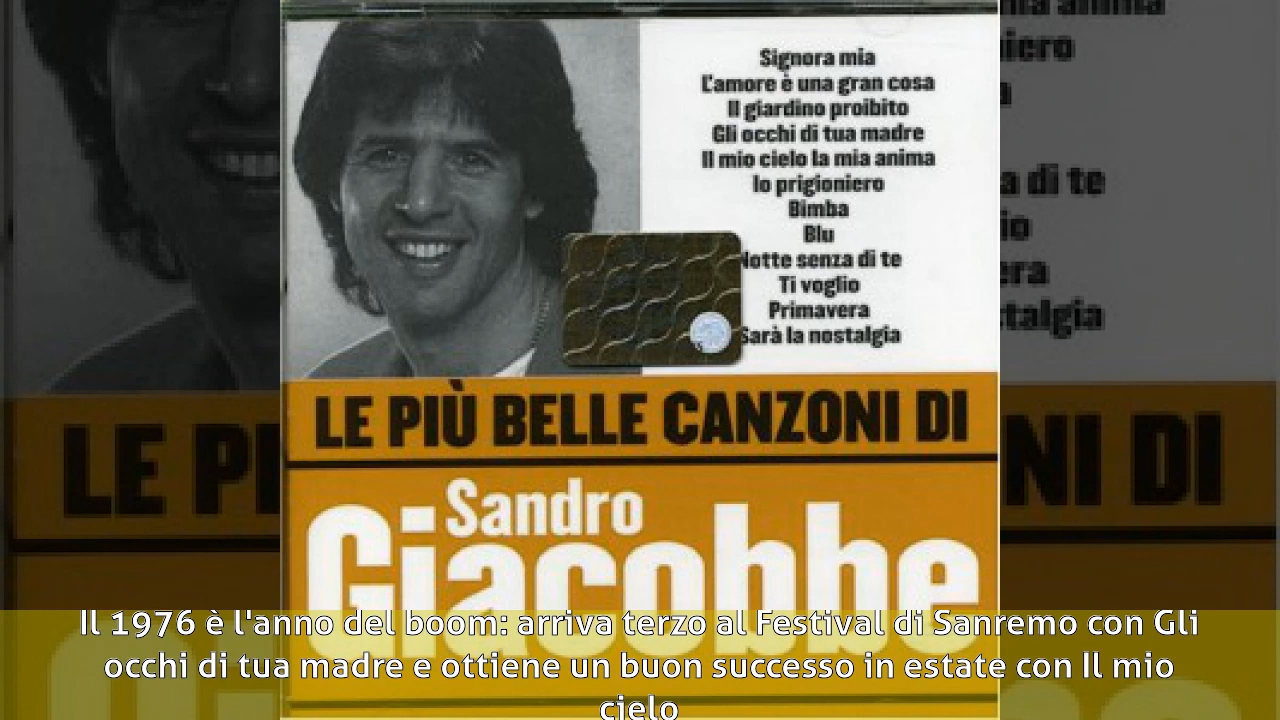 Signora mia
L'amore è una gran cosa
Il giardino proibito
Gli occhi di tua madre
Il mio cielo la mia anima
Io prigioniero
Bimba
Blu
Notte senza di te
Ti voglio
Primavera
Sarà la nostalgia
LE PIÙ BELLE CANZONI DI
Sandro
Giacobbe
Il 1976 è l'anno del boom: arriva terzo al Festival di Sanremo con Gli
occhi di tua madre e ottiene un buon successo in estate con Il mio
cielo